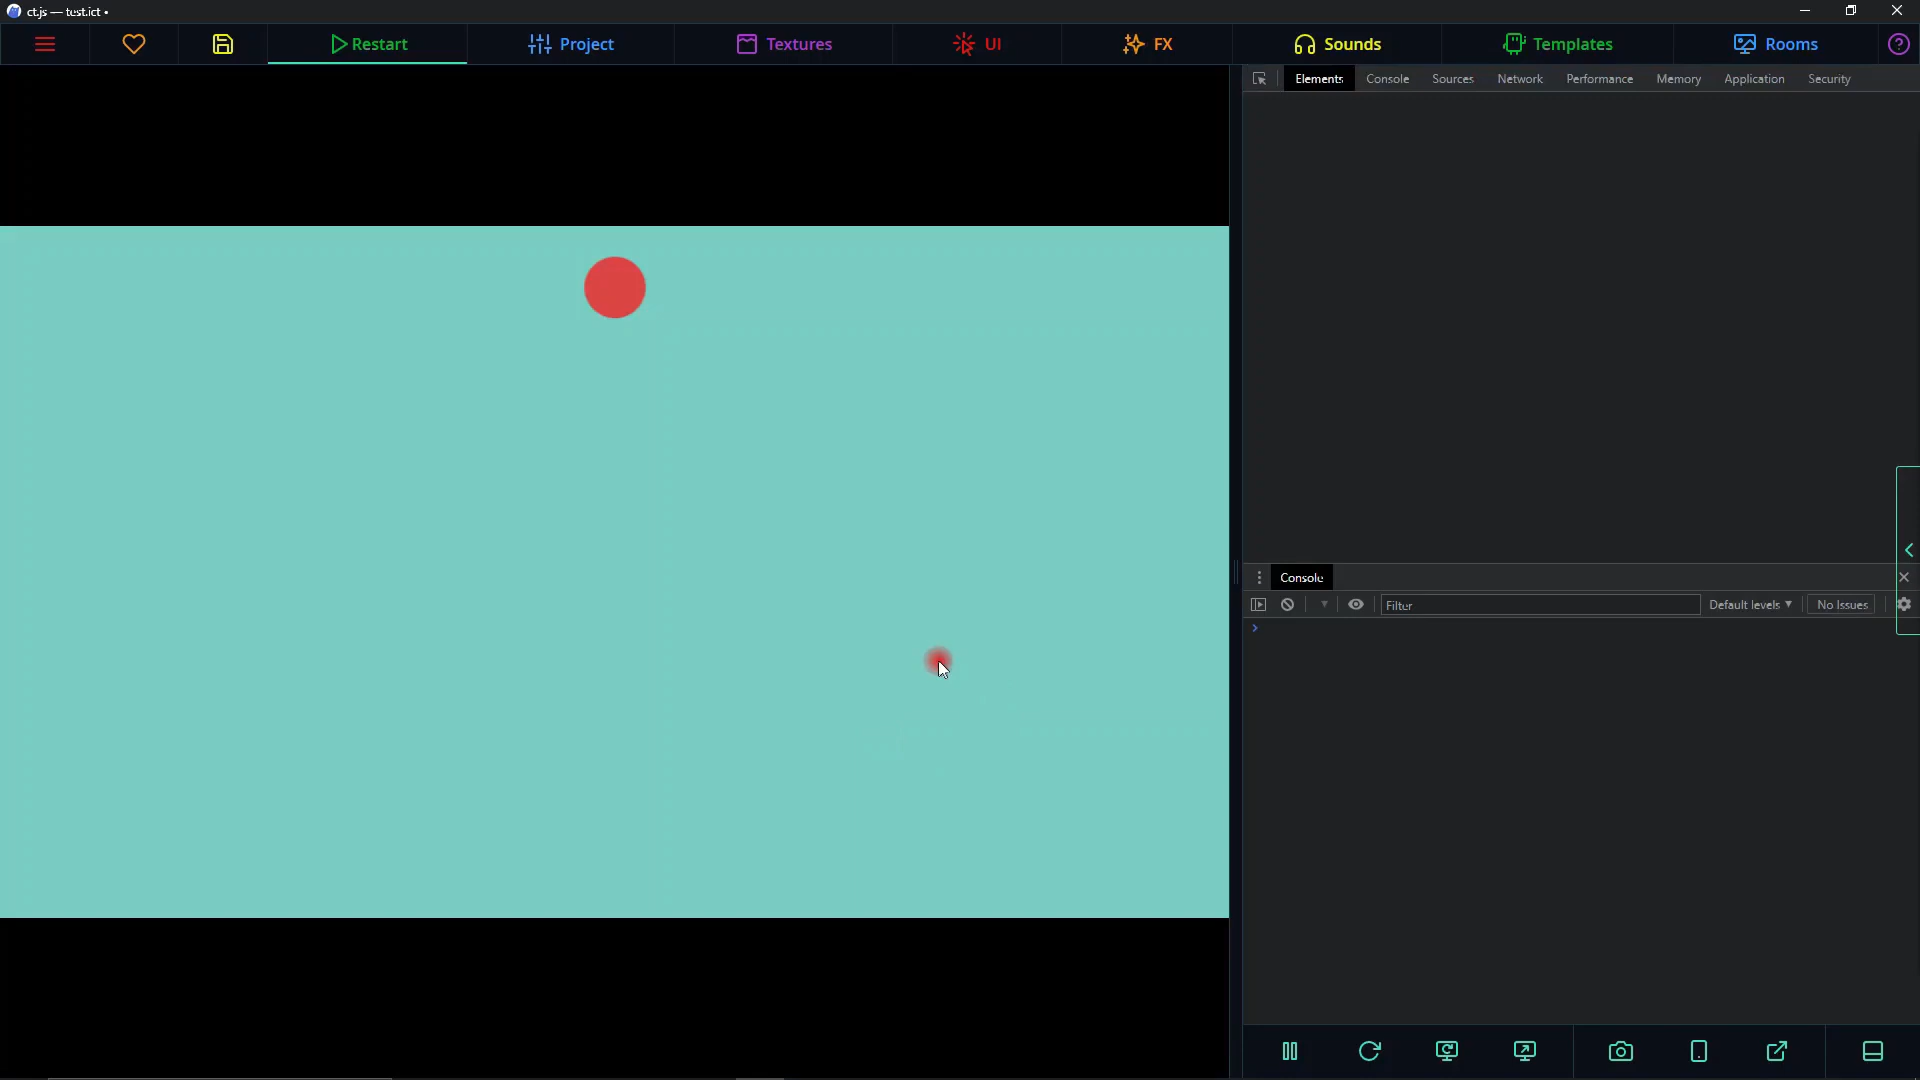 ct.js — test.ict •
Restart
Project
Textures
UI
FX
Sounds
Templates
Rooms
Elements
Console
Sources
Network
Performance
Memory
Application
Security
Console
Filter
Default levels
No Issues